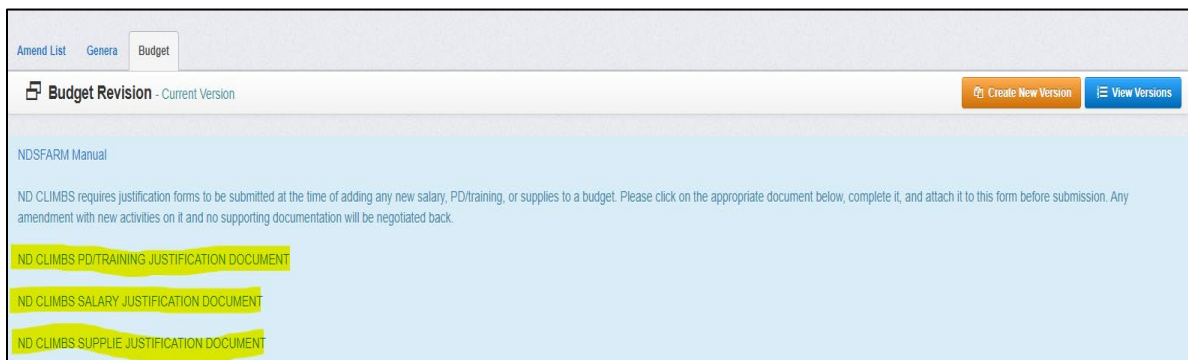 Amend List Genera Budget
Budget Revision - Current Version Create New Version View Versions
NDSFARM Manual
ND CLIMBS requires justification forms to be submitted at the time of adding any new salary, PD/training, or supplies to a budget. Please click on the appropriate document below, complete it, and attach it to this form before submission. Any
amendment with new activities on it and no supporting documentation will be negotiated back.
ND CLIMBS PD/TRAINING JUSTIFICATION DOCUMENT
ND CLIMBS SALARY JUSTIFICATION DOCUMENT
ND CLIMBS SUPPLIE JUSTIFICATION DOCUMENT